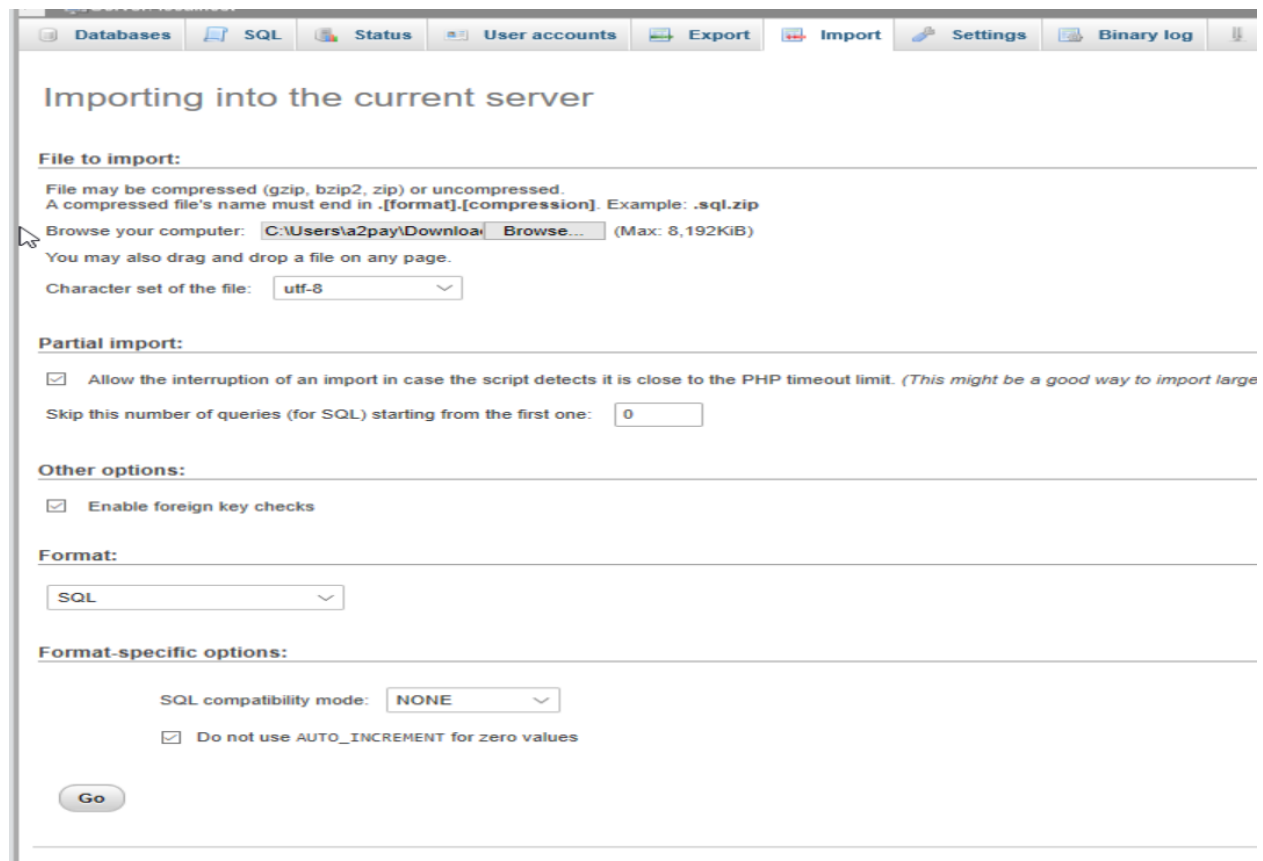 Databases SQL Status User accounts Export Import Settings Binary log
Importing into the current server
File to import:
File may be compressed (gzip, bzip2, zip) or uncompressed.
A compressed file's name must end in .[format].[compression]. Example: .sql.zip
Browse your computer: C:\Users\a2pay\Downloa Browse... (Max: 8,192KiB)
You may also drag and drop a file on any page.
Character set of the file: utf-8
Partial import:
Allow the interruption of an import in case the script detects it is close to the PHP timeout limit. (This might be a good way to import large
Skip this number of queries (for SQL) starting from the first one: 0
Other options:
Enable foreign key checks
Format:
SQL
Format-specific options:
SQL compatibility mode: NONE
Do not use AUTO_INCREMENT for zero values
Go